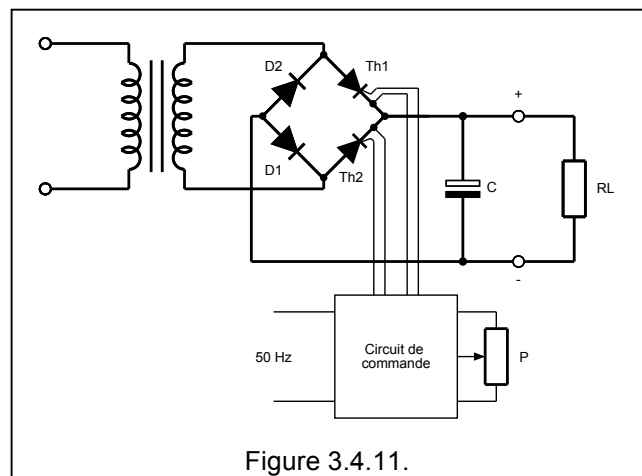 D2
Th1
D1
Th2
+
C
RL
-
50 Hz
Circuit de
commande
P
Figure 3.4.11.